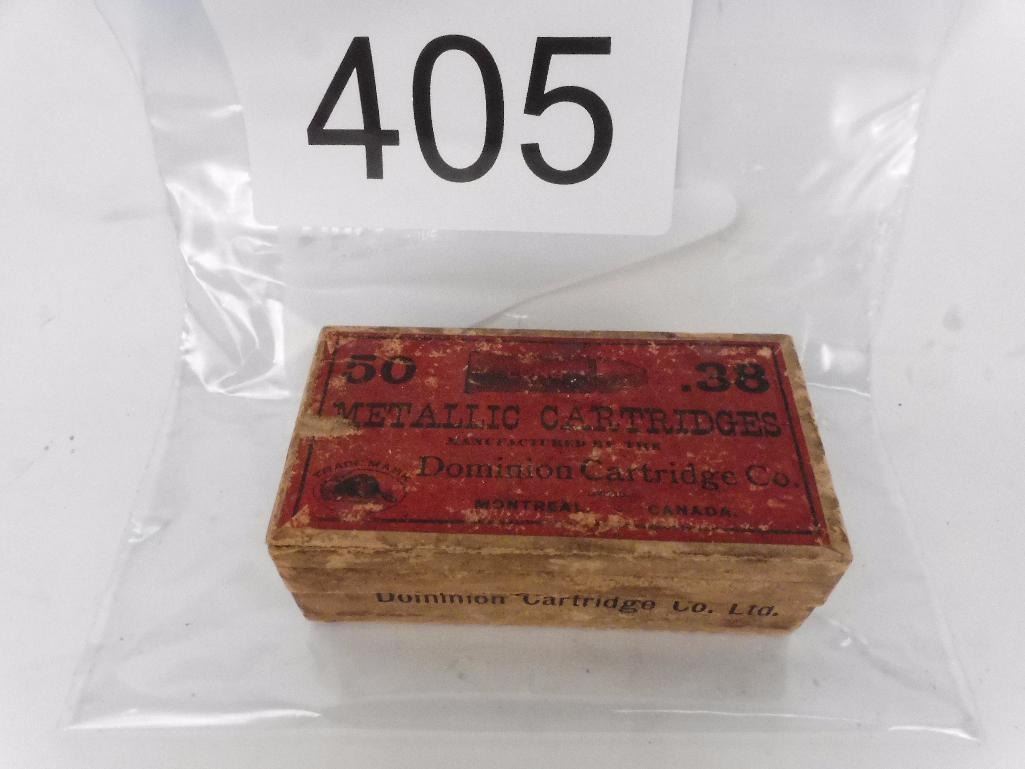 405
50 .38
METALLIC CARTRIDGES
MANUFACTURED BY THE
TRADE MARK
Dominion Cartridge Co.
MONTREAL CANADA.
Dominion Cartridge Co. Ltd.